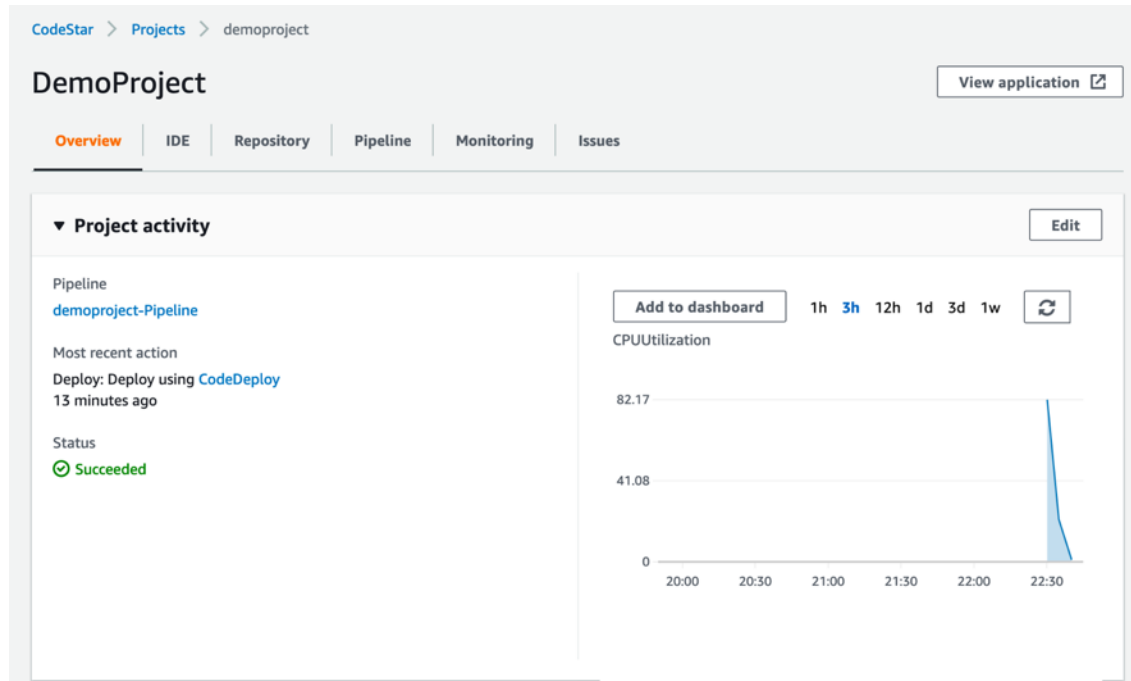 CodeStar > Projects > demoproject
DemoProject
View application
Overview IDE Repository Pipeline Monitoring Issues
▼ Project activity
Edit
Pipeline
demoproject-Pipeline
Most recent action
Deploy: Deploy using CodeDeploy
13 minutes ago
Status
Succeeded
Add to dashboard 1h 3h 12h 1d 3d 1w
CPUUtilization
82.17
41.08
0
20:00 20:30 21:00 21:30 22:00 22:30